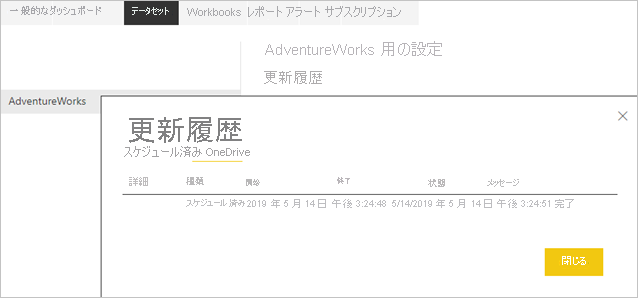 一般的なダッシュボード データセット Workbooks レポート アラート サブスクリプション
AdventureWorks 用の設定
更新履歴
AdventureWorks
更新履歴
スケジュール済み OneDrive
詳細 種類 開始 終了 状態 メッセージ
スケジュール 済み 2019 年 5 月 14 日 午後 3:24:48 5/14/2019 年 5 月 14 日 午後 3:24:51 完了
閉じる